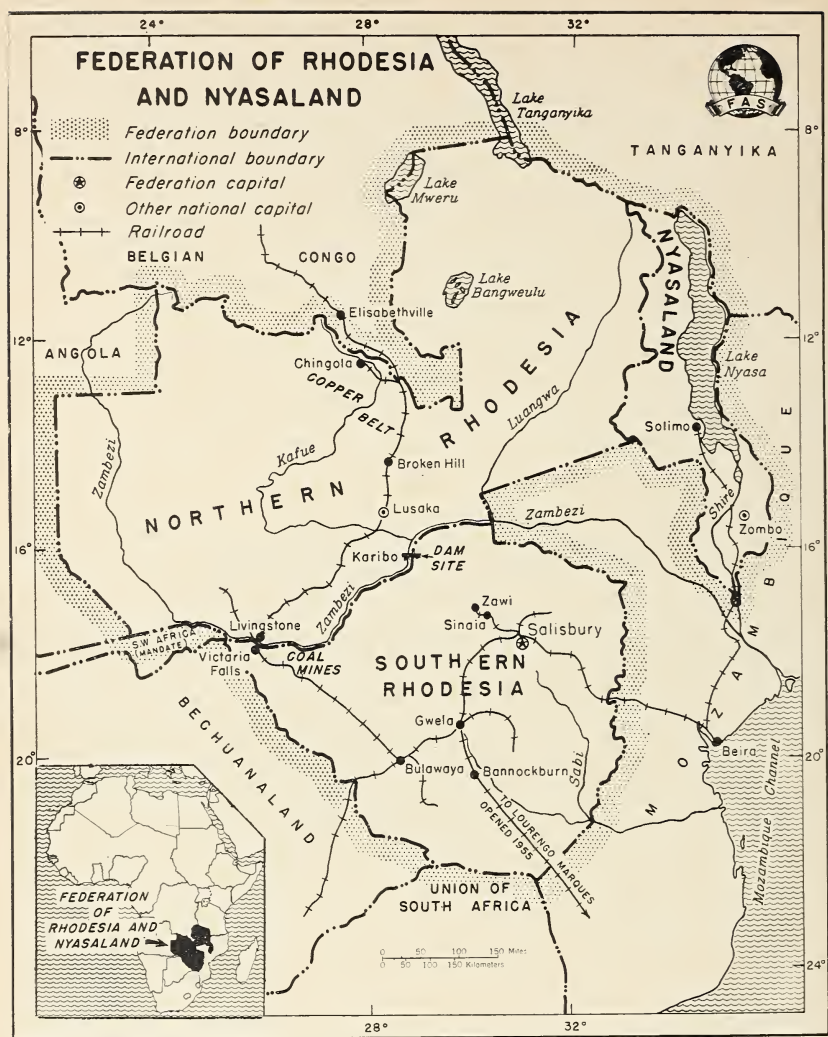 24°
28°
32°
FEDERATION OF RHODESIA
AND NYASALAND
Federation boundary
International boundary
Federation capital
Other national capital
Railroad
FAS
8°
8°
Lake
Tanganyika
TANGANYIKA
Lake
Mweru
BELGIAN CONGO
NYASALAND
Lake
Bangweulu
Elisabethville
12°
12°
ANGOLA
Chingola
COPPER
BELT
RHODESIA
Luangwa
Lake
Nyasa
Zambezi
Kafue
Broken Hill
Solimo
NORTHERN
Lusaka
Zambezi
Shire
Zombo
16°
16°
Karibo
DAM
SITE
Zambezi
MOZAMBIQUE
Livingstone
S.W. AFRICA
(MANDATE)
Victoria
Falls
COAL
MINES
Zawi
Sinaia
Salisbury
SOUTHERN
RHODESIA
BECHUANALAND
Gwela
Sabi
Beira
20°
20°
Bulawaya
Bannockburn
TO LOURENGO MARQUES
OPENED 1955
Mozambique Channel
UNION OF
SOUTH AFRICA
FEDERATION
OF
RHODESIA AND
NYASALAND
0 50 100 150 Miles
0 50 100 150 Kilometers
24°
28°
32°